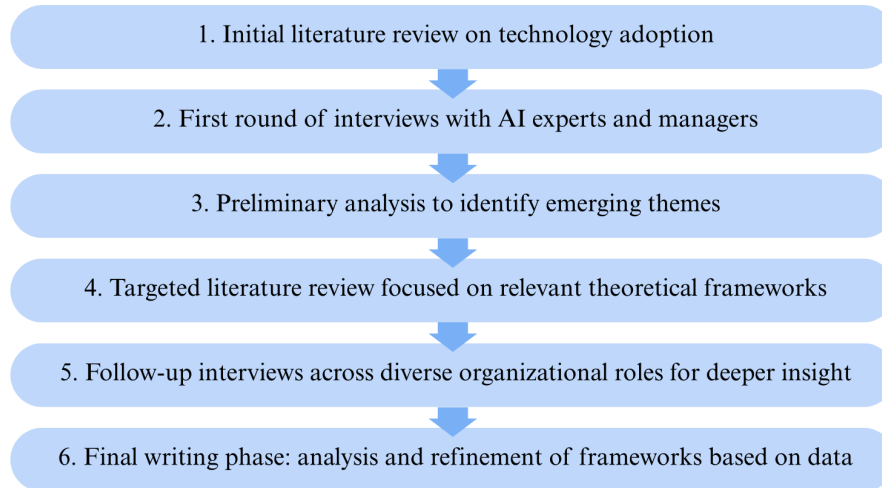 1. Initial literature review on technology adoption
2. First round of interviews with AI experts and managers
3. Preliminary analysis to identify emerging themes
4. Targeted literature review focused on relevant theoretical frameworks
5. Follow-up interviews across diverse organizational roles for deeper insight
6. Final writing phase: analysis and refinement of frameworks based on data